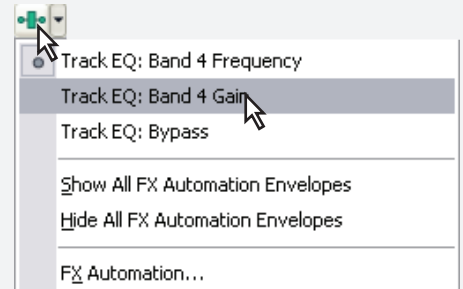 Track EQ: Band 4 Frequency
Track EQ: Band 4 Gain
Track EQ: Bypass
Show All FX Automation Envelopes
Hide All FX Automation Envelopes
FX Automation...